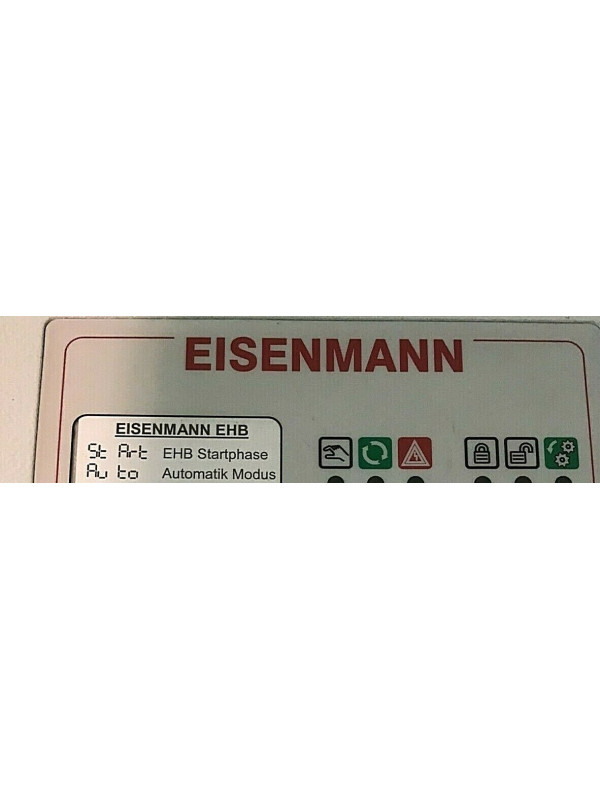 EISENMANN
EISENMANN EHB
St Art EHB Startphase
Au to Automatik Modus